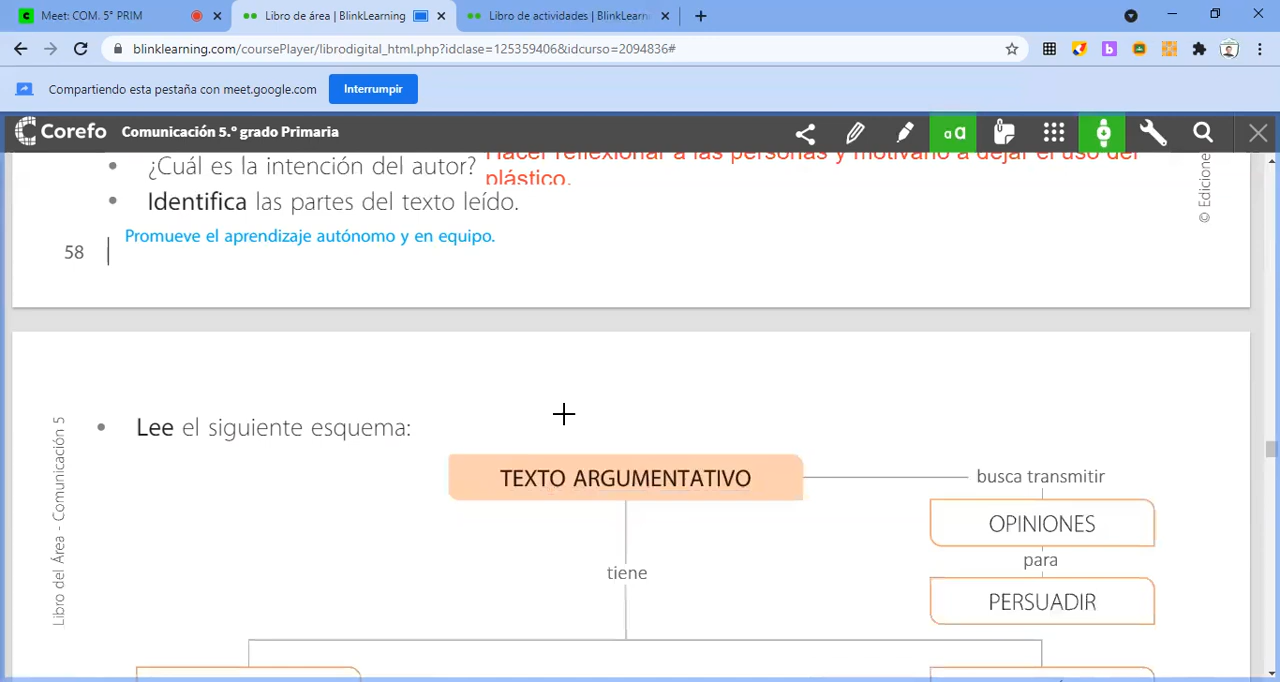 Meet: COM. 5° PRIM
Libro de área | BlinkLearning
Libro de actividades | BlinkLearn
blinklearning.com/coursePlayer/librodigital_html.php?idclase=125359406&idcurso=2094836#
Compartiendo esta pestaña con meet.google.com
Interrumpir
Corefo
Comunicación 5.º grado Primaria
• ¿Cuál es la intención del autor? Hacer reflexionar a las personas y motivarlo a dejar el uso del
plástico.
• Identifica las partes del texto leído.
Promueve el aprendizaje autónomo y en equipo.
58
© Edicione
• Lee el siguiente esquema:
Libro del Área - Comunicación 5
TEXTO ARGUMENTATIVO
busca transmitir
OPINIONES
para
PERSUADIR
tiene